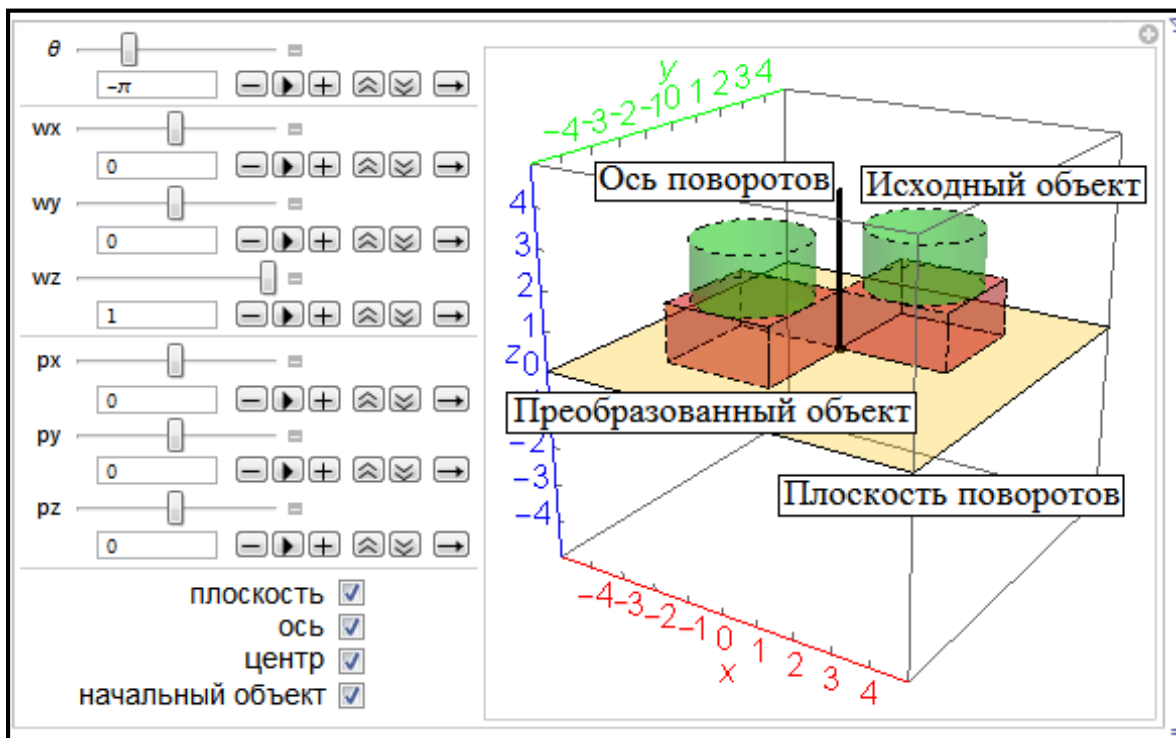 θ
-π
wx
0
wy
0
wz
1
px
0
py
0
pz
0
плоскость
ось
центр
начальный объект
y
-4 -3 -2 -1 0 1 2 3 4
Ось поворотов
Исходный объект
4
3
2
1
z 0
Преобразованный объект
-2
-3
-4
Плоскость поворотов
-4 -3 -2 -1 0 1 2 3 4
x